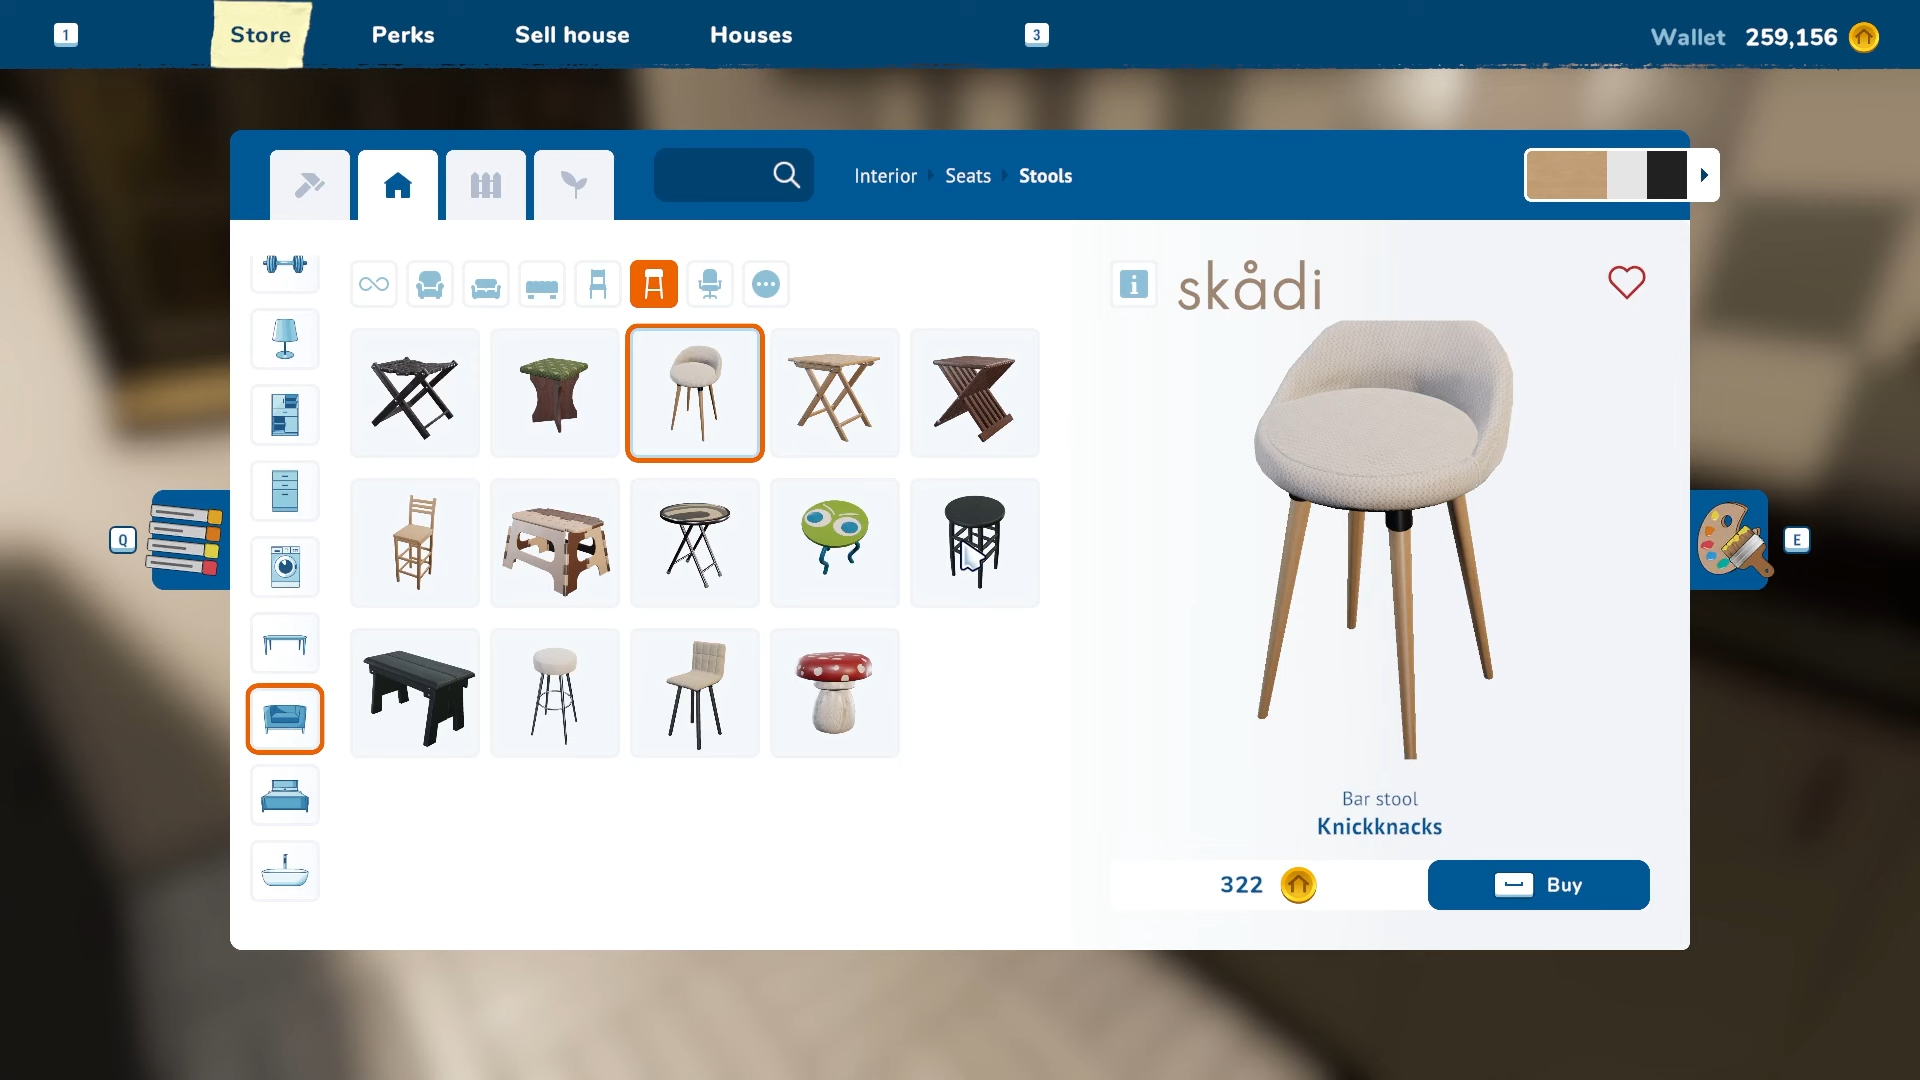 1
Store
Perks
Sell house
Houses
3
Wallet 259,156
Interior
Seats
Stools
skådi
Q
E
Bar stool
Knickknacks
322
Buy